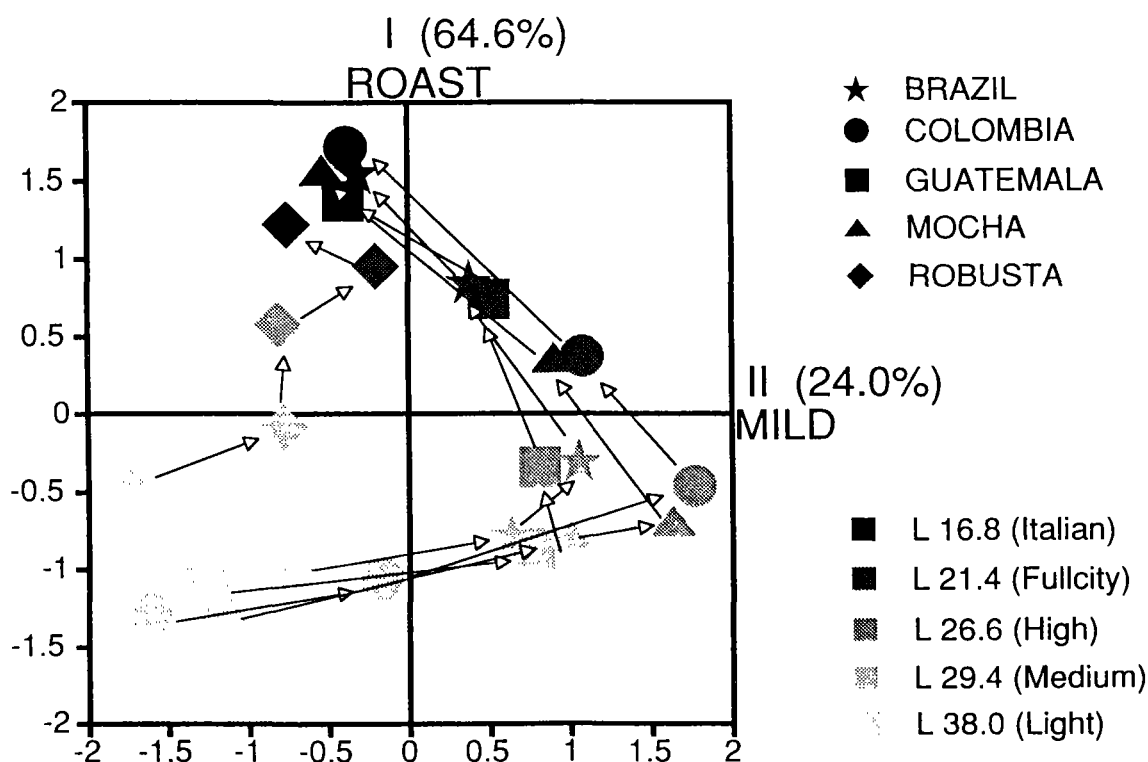 I (64.6%)
ROAST
2
1.5
1
0.5
0
-0.5
-1
-1.5
-2
-2
-1.5
-1
-0.5
0
0.5
1
1.5
2
II (24.0%)
MILD
BRAZIL
COLOMBIA
GUATEMALA
MOCHA
ROBUSTA
L 16.8 (Italian)
L 21.4 (Fullcity)
L 26.6 (High)
L 29.4 (Medium)
L 38.0 (Light)